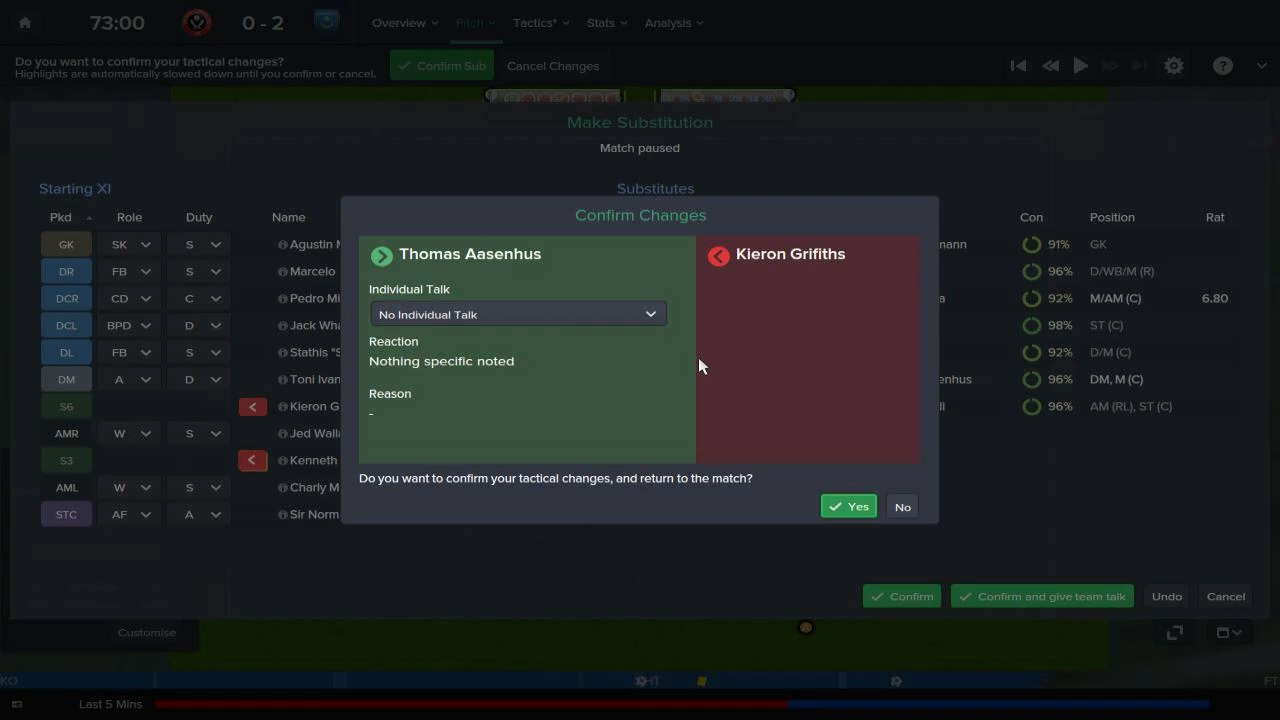 73:00
0 - 2
Overview
Pitch
Tactics*
Stats
Analysis
Do you want to confirm your tactical changes?
Highlights are automatically slowed down until you confirm or cancel.
Confirm Sub
Cancel Changes
Make Substitution
Match paused
Starting XI
Substitutes
Pkd Role Duty Name Con Position Rat
GK SK S Agustin mann 91% GK
DR FB S Marcelo 96% D/WB/M (R)
DCR CD C Pedro Mi a 92% M/AM (C) 6.80
DCL BPD D Jack Wha 98% ST (C)
DL FB S Stathis "S 92% D/M (C)
DM A D Toni Ivan enhus 96% DM, M (C)
S6 Kieron G ll 96% AM (RL), ST (C)
AMR W S Jed Walla
S3 Kenneth
AML W S Charly M
STC AF A Sir Norm
Confirm Changes
Thomas Aasenhus
Kieron Grifiths
Individual Talk
No Individual Talk
Reaction
Nothing specific noted
Reason
-
Do you want to confirm your tactical changes, and return to the match?
Yes
No
Confirm
Confirm and give team talk
Undo
Cancel
Customise
KO
HT
FT
Last 5 Mins